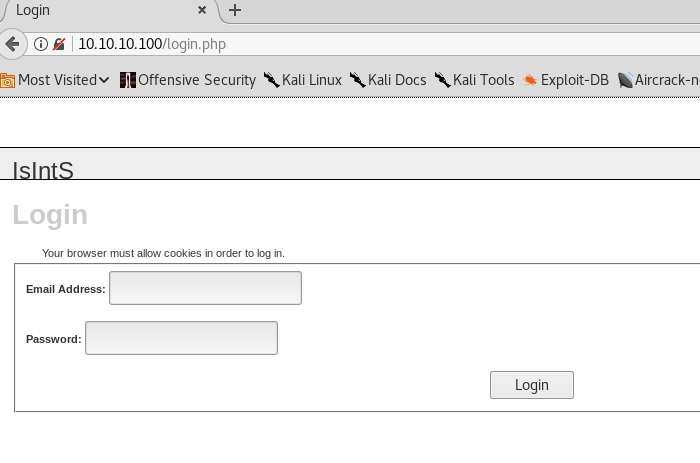 Login
10.10.10.100/login.php
Most Visited Offensive Security Kali Linux Kali Docs Kali Tools Exploit-DB Aircrack-n
IsIntS
Login
Your browser must allow cookies in order to log in.
Email Address:
Password:
Login